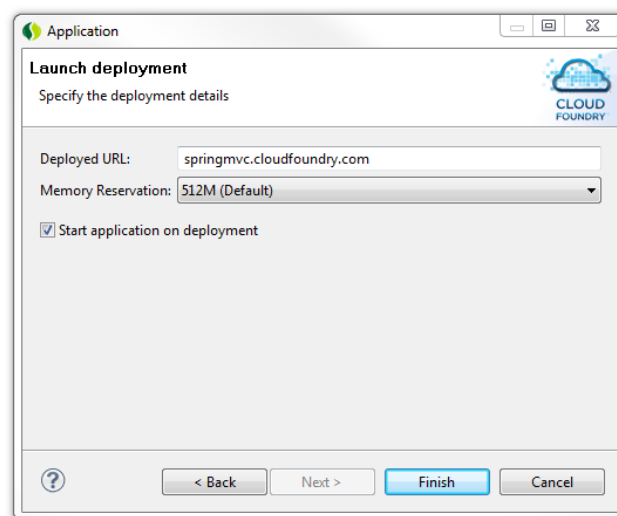 Application
Launch deployment
Specify the deployment details
CLOUD
FOUNDRY
Deployed URL: springmvc.cloudfoundry.com
Memory Reservation: 512M (Default)
Start application on deployment
? < Back Next > Finish Cancel